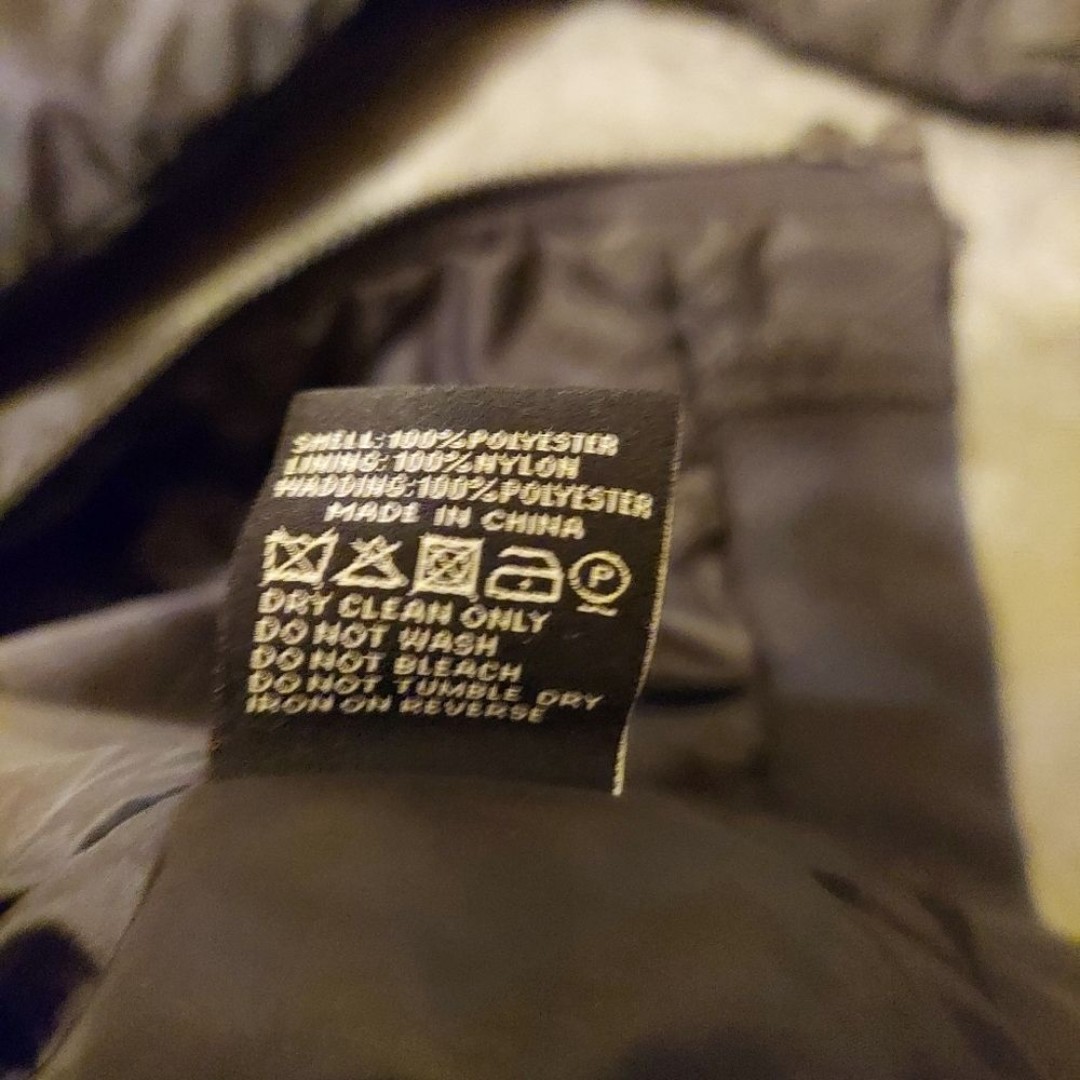 SHELL: 100% POLYESTER
LINING: 100% NYLON
WADDING: 100% POLYESTER
MADE IN CHINA
P
DRY CLEAN ONLY
DO NOT WASH
DO NOT BLEACH
DO NOT TUMBLE DRY
IRON ON REVERSE